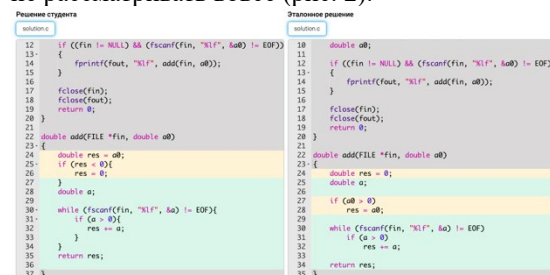 не рассматривать вовсе (рис. 2).
Решение студента
solution.c
12 if ((fin != NULL) && (fscanf(fin, "%lf", &a0) != EOF))
13 {
14 fprintf(fout, "%lf", add(fin, a0));
15 }
16
17 fclose(fin);
18 fclose(fout);
19 return 0;
20 }
21
22 double add(FILE *fin, double a0)
23 {
24 double res = a0;
25 if (res < 0){
26 res = 0;
27 }
28 double a;
29
30 while (fscanf(fin, "%lf", &a) != EOF){
31 if (a > 0){
32 res += a;
33 }
34 }
35 return res;
36
Эталонное решение
solution.c
10 double a0;
11
12 if ((fin != NULL) && (fscanf(fin, "%lf", &a0) != EOF)
13 {
14 fprintf(fout, "%lf", add(fin, a0));
15 }
16
17 fclose(fin);
18 fclose(fout);
19 return 0;
20 }
21
22 double add(FILE *fin, double a0)
23 {
24 double res = 0;
25 double a;
26
27 if (a0 > 0)
28 res = a0;
29
30 while (fscanf(fin, "%lf", &a) != EOF)
31 if (a > 0)
32 res += a;
33
34 return res;
35 }